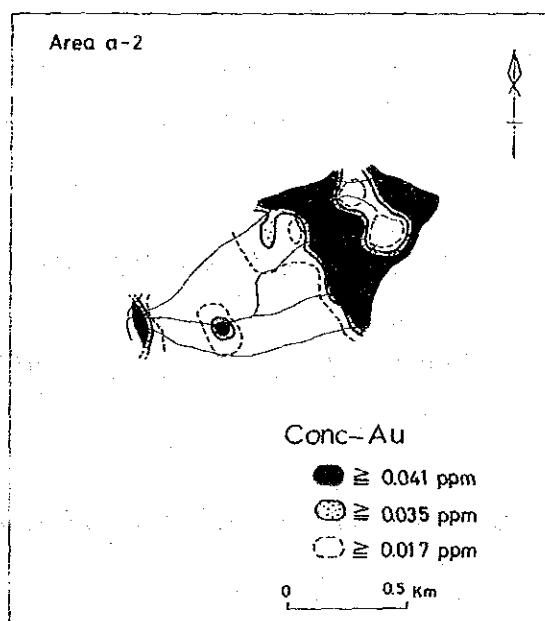 Area a-2
Conc-Au
≧ 0.041 ppm
≧ 0.035 ppm
≧ 0.017 ppm
0 0.5 Km